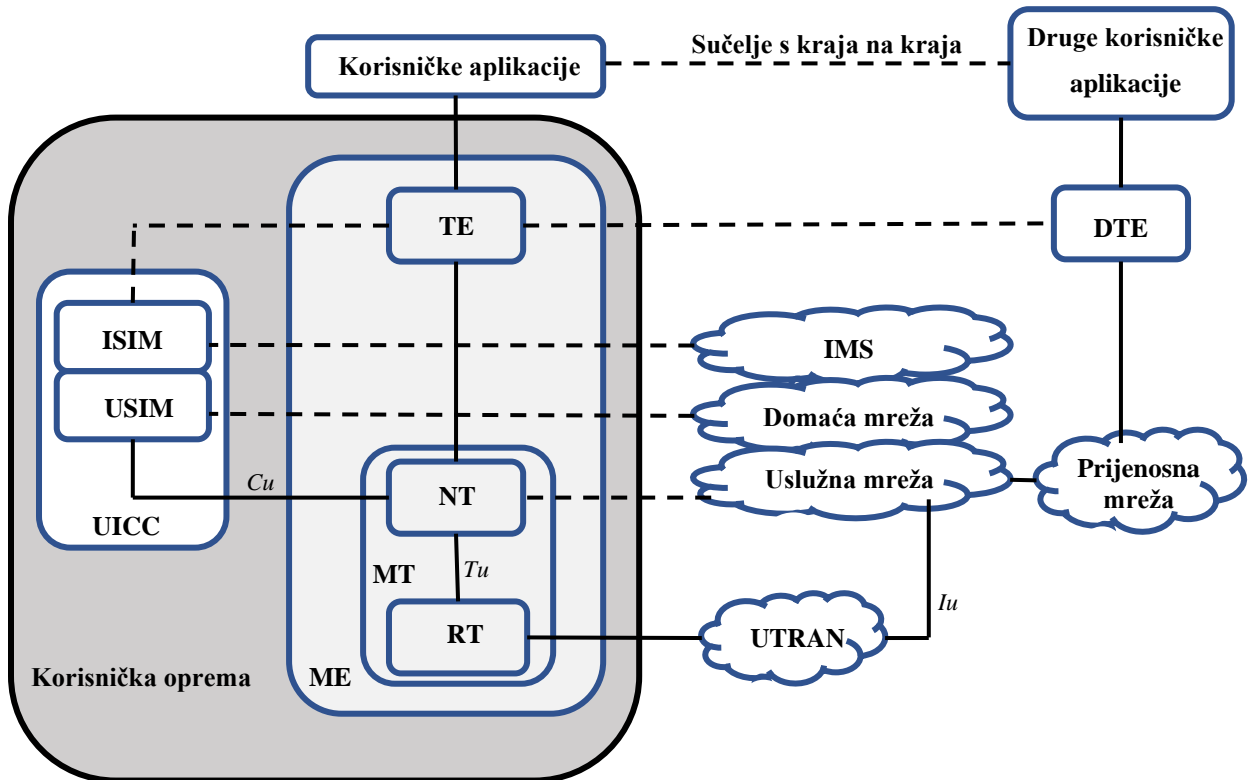 Korisničke aplikacije
Sučelje s kraja na kraja
Druge korisničke
aplikacije
TE
DTE
ISIM
IMS
USIM
Domaća mreža
Cu
NT
Uslužna mreža
Prijenosna
mreža
UICC
MT
Tu
Iu
RT
UTRAN
Korisnička oprema
ME